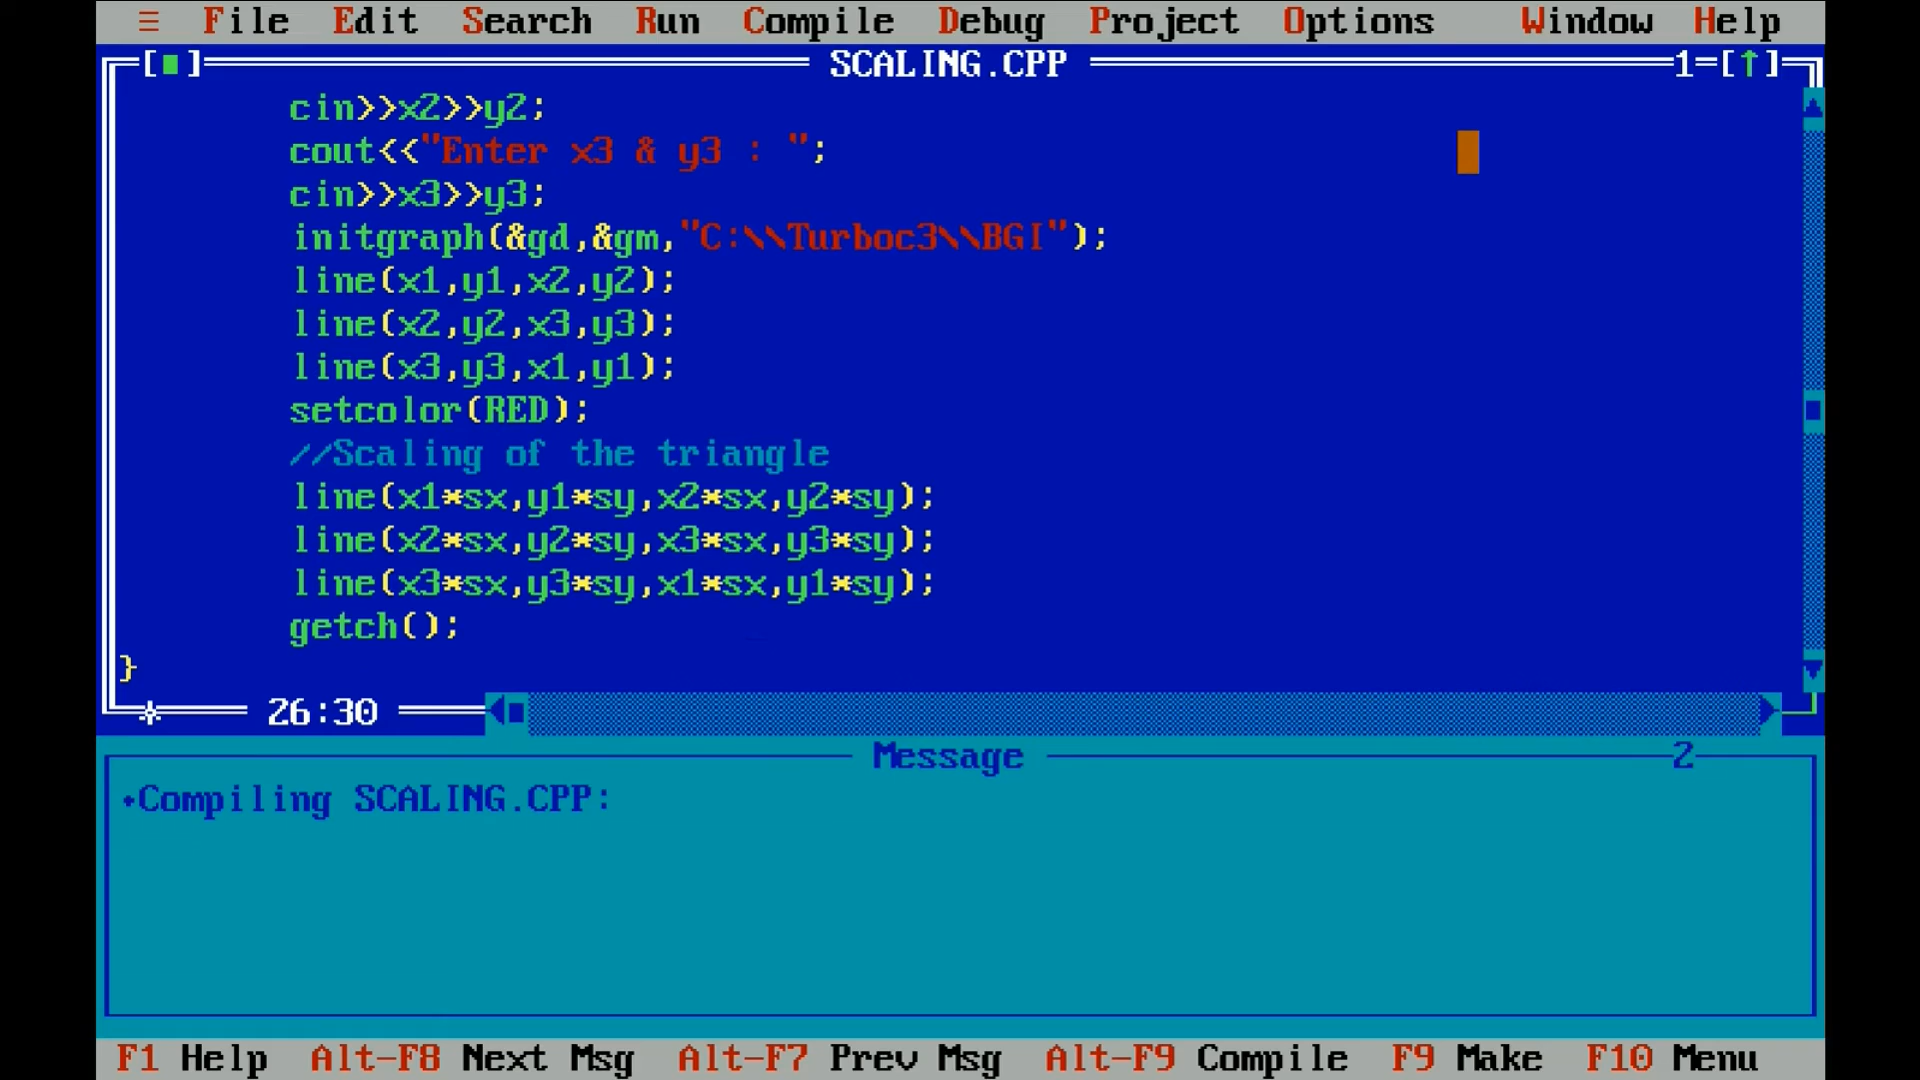 ≡ File Edit Search Run Compile Debug Project Options Window Help
[■] SCALING.CPP 1=[↑]
cin>>x2>>y2;
cout<<"Enter x3 & y3 : ";
cin>>x3>>y3;
initgraph(&gd,&gm,"C:\\Turboc3\\BGI");
line(x1,y1,x2,y2);
line(x2,y2,x3,y3);
line(x3,y3,x1,y1);
setcolor(RED);
//Scaling of the triangle
line(x1*sx,y1*sy,x2*sx,y2*sy);
line(x2*sx,y2*sy,x3*sx,y3*sy);
line(x3*sx,y3*sy,x1*sx,y1*sy);
getch();
}
* 26:30
Message 2
•Compiling SCALING.CPP:
F1 Help Alt-F8 Next Msg Alt-F7 Prev Msg Alt-F9 Compile F9 Make F10 Menu